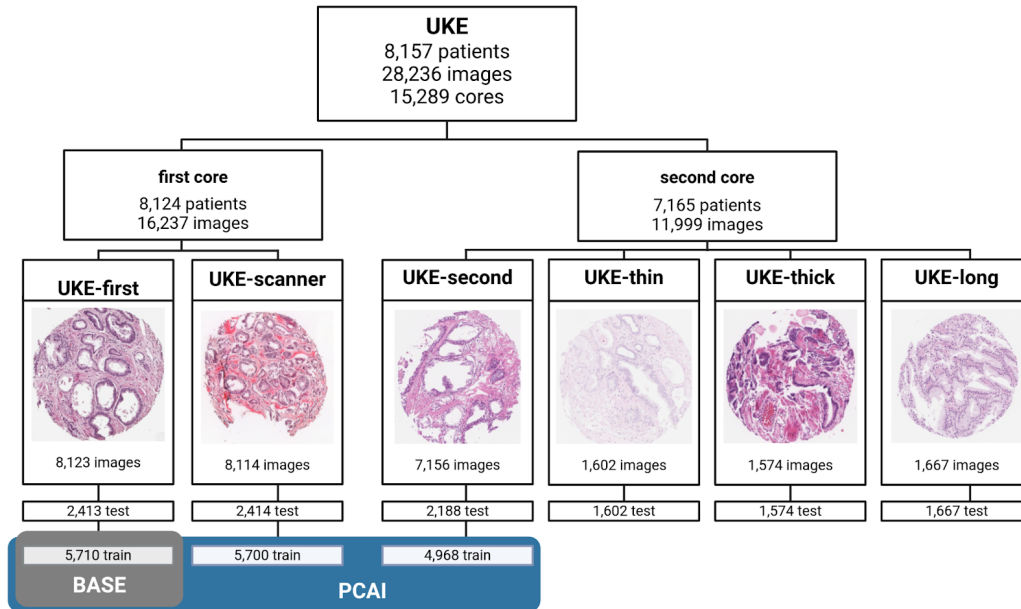 UKE
8,157 patients
28,236 images
15,289 cores
first core
8,124 patients
16,237 images
second core
7,165 patients
11,999 images
UKE-first
UKE-scanner
UKE-second
UKE-thin
UKE-thick
UKE-long
8,123 images
8,114 images
7,156 images
1,602 images
1,574 images
1,667 images
2,413 test
2,414 test
2,188 test
1,602 test
1,574 test
1,667 test
5,710 train
5,700 train
4,968 train
BASE
PCAI